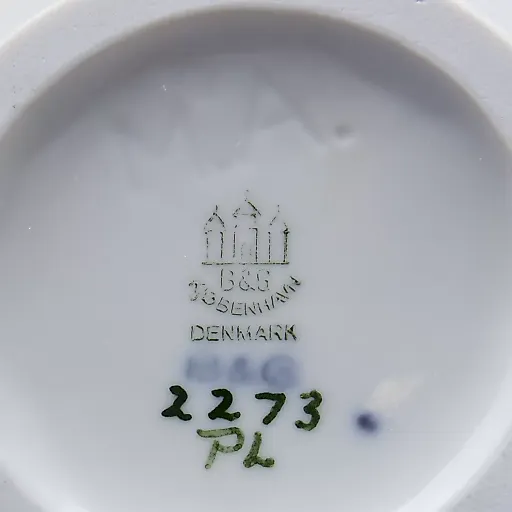 B&G
KJØBENHAVN
DENMARK
B&G
2273
PL